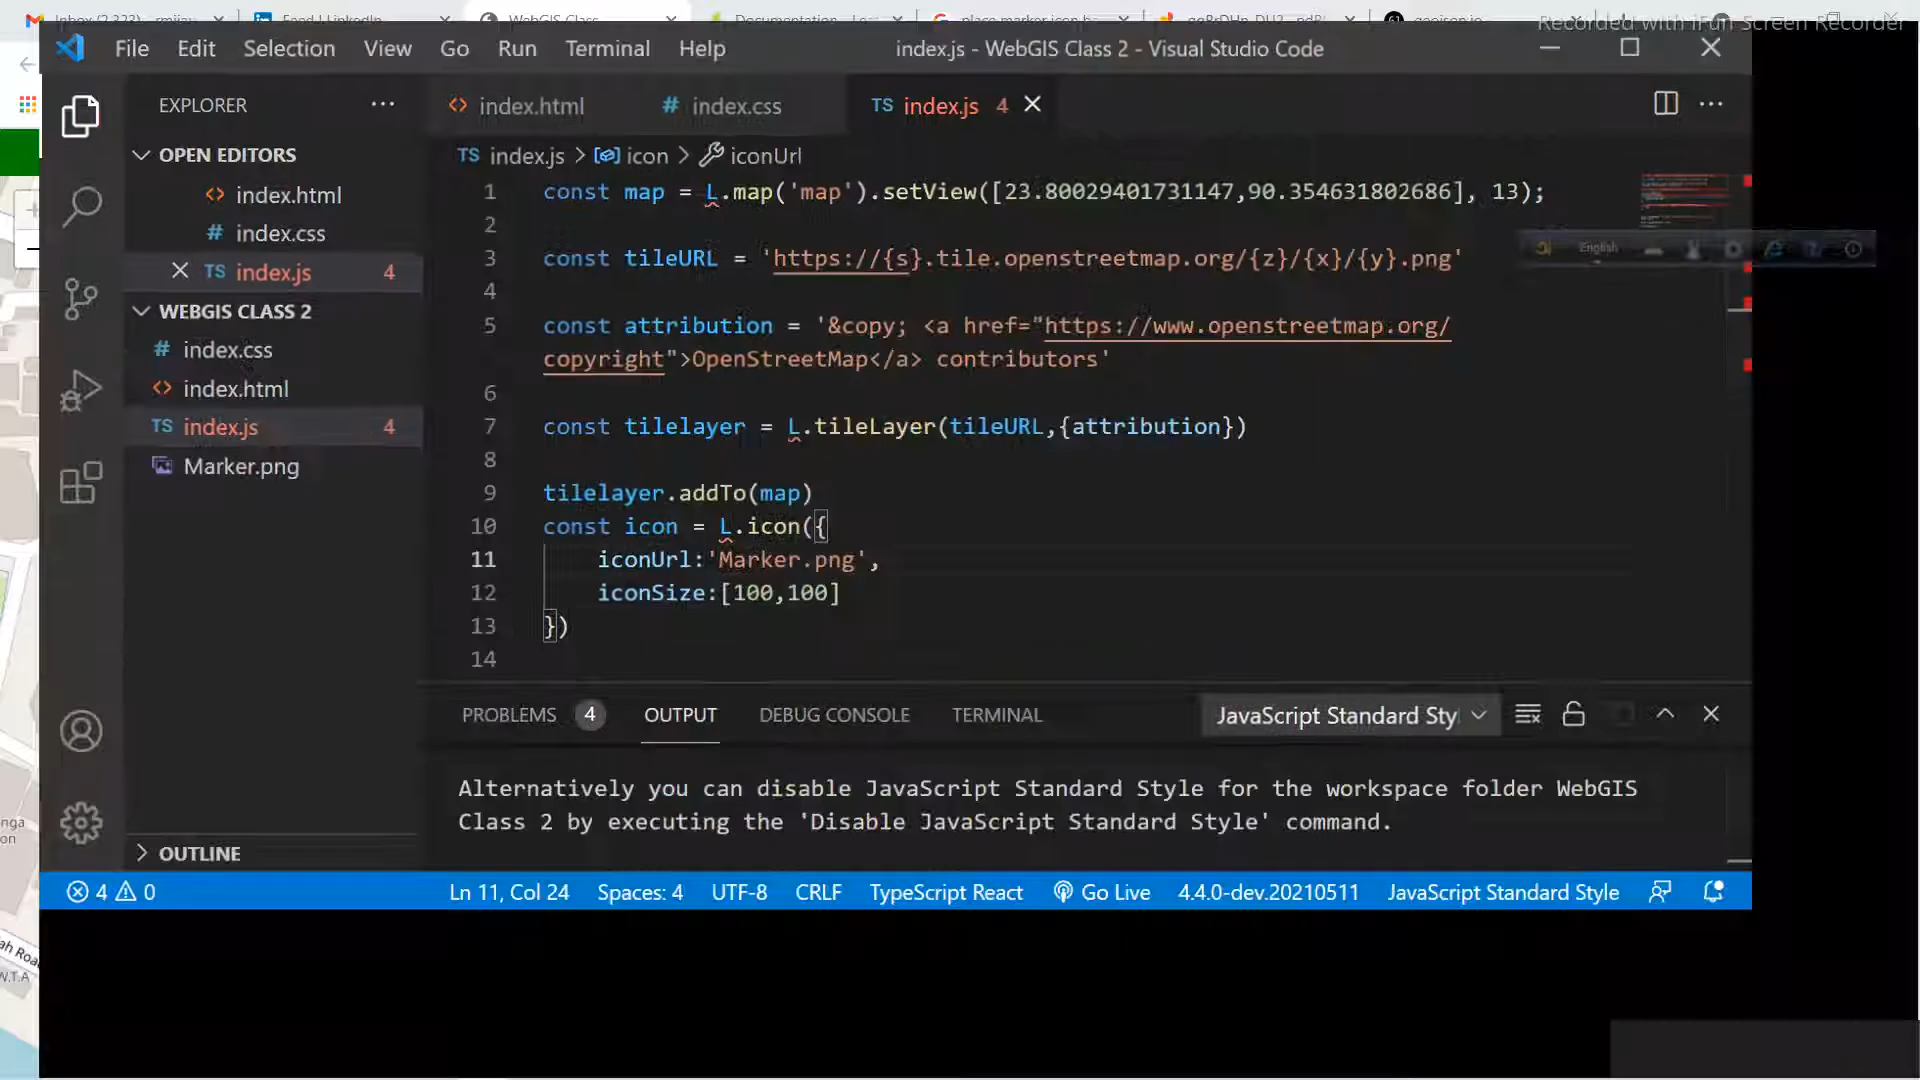 Inbox (2,323)
Feed | LinkedIn
WebGIS Class
Documentation
place marker icon
geojson.io
Recorded with iFun Screen Recorder
File Edit Selection View Go Run Terminal Help
index.js - WebGIS Class 2 - Visual Studio Code
EXPLORER
index.html
# index.css
TS index.js 4
OPEN EDITORS
index.html
# index.css
TS index.js 4
WEBGIS CLASS 2
# index.css
index.html
TS index.js 4
Marker.png
OUTLINE
TS index.js > icon > iconUrl
1 const map = L.map('map').setView([23.80029401731147,90.354631802686], 13);
2
3 const tileURL = 'https://{s}.tile.openstreetmap.org/{z}/{x}/{y}.png'
4
5 const attribution = '&copy; <a href="https://www.openstreetmap.org/
copyright">OpenStreetMap</a> contributors'
6
7 const tilelayer = L.tileLayer(tileURL,{attribution})
8
9 tilelayer.addTo(map)
10 const icon = L.icon({
11 iconUrl:'Marker.png',
12 iconSize:[100,100]
13 })
14
English
PROBLEMS 4 OUTPUT DEBUG CONSOLE TERMINAL
JavaScript Standard Sty
Alternatively you can disable JavaScript Standard Style for the workspace folder WebGIS
Class 2 by executing the 'Disable JavaScript Standard Style' command.
4 0
Ln 11, Col 24 Spaces: 4 UTF-8 CRLF TypeScript React Go Live 4.4.0-dev.20210511 JavaScript Standard Style
nga
on
ah Road
W.T.A